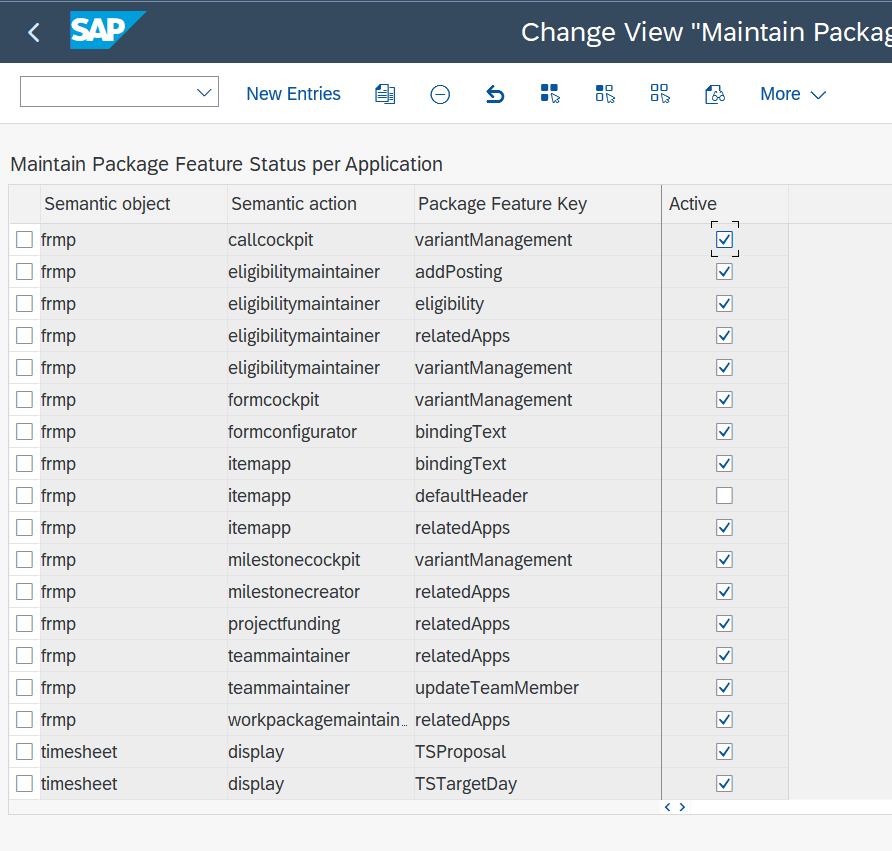 SAP
Change View "Maintain Packag
New Entries
More
Maintain Package Feature Status per Application
Semantic object Semantic action Package Feature Key Active
frmp callcockpit variantManagement
frmp eligibilitymaintainer addPosting
frmp eligibilitymaintainer eligibility
frmp eligibilitymaintainer relatedApps
frmp eligibilitymaintainer variantManagement
frmp formcockpit variantManagement
frmp formconfigurator bindingText
frmp itemapp bindingText
frmp itemapp defaultHeader
frmp itemapp relatedApps
frmp milestonecockpit variantManagement
frmp milestonecreator relatedApps
frmp projectfunding relatedApps
frmp teammaintainer relatedApps
frmp teammaintainer updateTeamMember
frmp workpackagemaintain... relatedApps
timesheet display TSProposal
timesheet display TSTargetDay